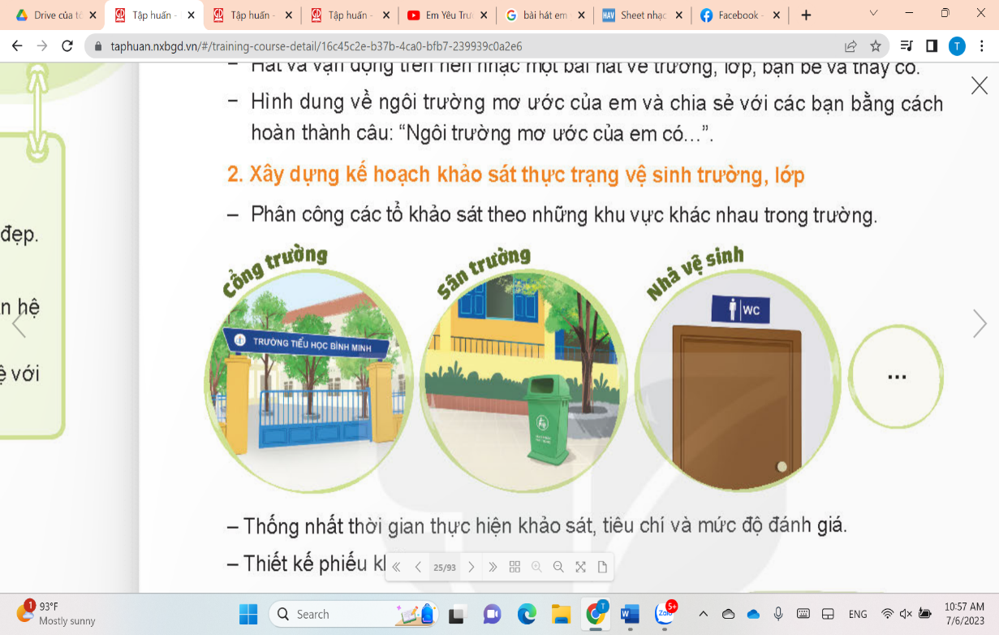 Drive của tô
Tập huấn -
Tập huấn -
Tập huấn -
Em Yêu Trư
bài hát em
HAV Sheet nhạc
Facebook -
taphuan.nxbgd.vn/#/training-course-detail/16c45c2e-b37b-4ca0-bfb7-239939c0a2e6
T
– Hát và vận động trên nền nhạc một bài hát về trường, lớp, bạn bè và thầy cô.
– Hình dung về ngôi trường mơ ước của em và chia sẻ với các bạn bằng cách
hoàn thành câu: “Ngôi trường mơ ước của em có...”.
2. Xây dựng kế hoạch khảo sát thực trạng vệ sinh trường, lớp
– Phân công các tổ khảo sát theo những khu vực khác nhau trong trường.
đẹp.
n hệ
ệ với
Cổng trường
Sân trường
Nhà vệ sinh
TRƯỜNG TIỂU HỌC BÌNH MINH
WC
...
– Thống nhất thời gian thực hiện khảo sát, tiêu chí và mức độ đánh giá.
– Thiết kế phiếu
25/93
1
93°F
Mostly sunny
Search
T
W
Zalo
5+
ENG
10:57 AM
7/6/2023